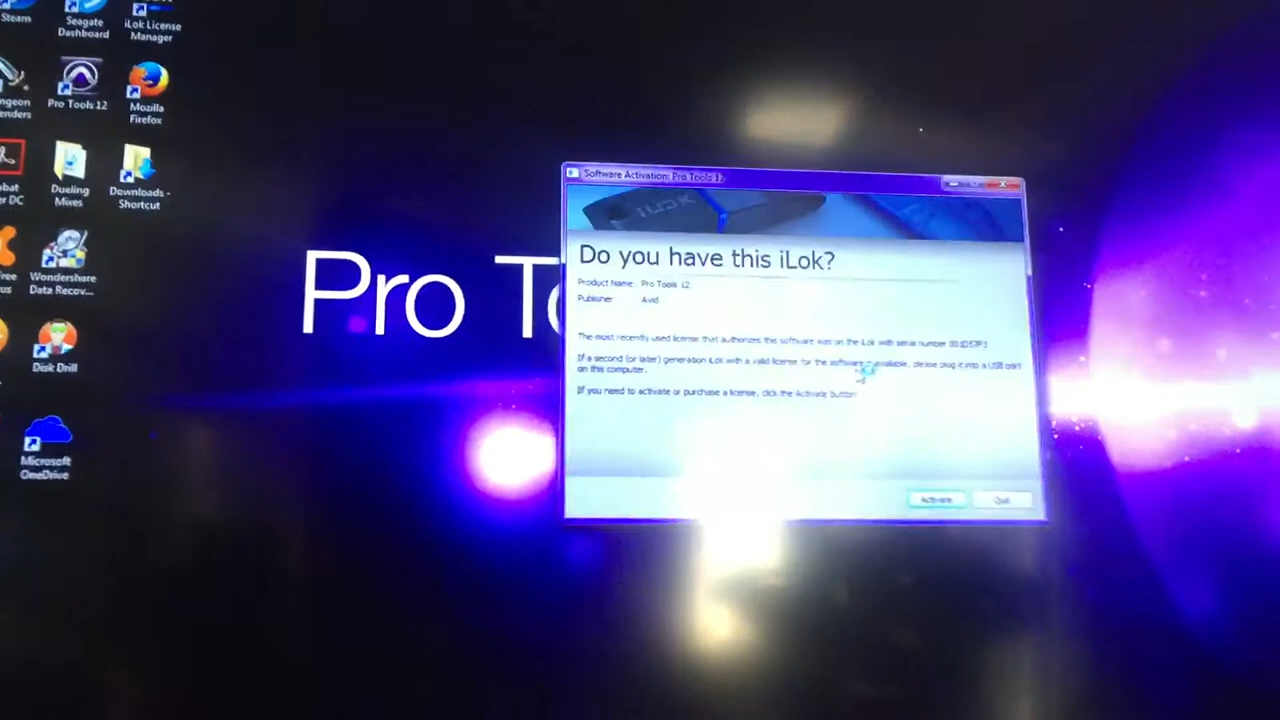 Steam
Seagate
Dashboard
iLok License
Manager
Pro Tools 12
Mozilla
Firefox
Dueling
Mixes
Downloads -
Shortcut
Wondershare
Data Recov...
Disk Drill
Microsoft
OneDrive
Pro To
Software Activation: Pro Tools 12
iLOK
Do you have this iLok?
Product Name: Pro Tools 12
Publisher Avid
The most recently used license that authorizes this software was on the iLok with serial number
If a second (or later) generation iLok with a valid license for the software is available, please plug it into a USB port
on this computer.
If you need to activate or purchase a license, click the Activate button
Activate
Quit